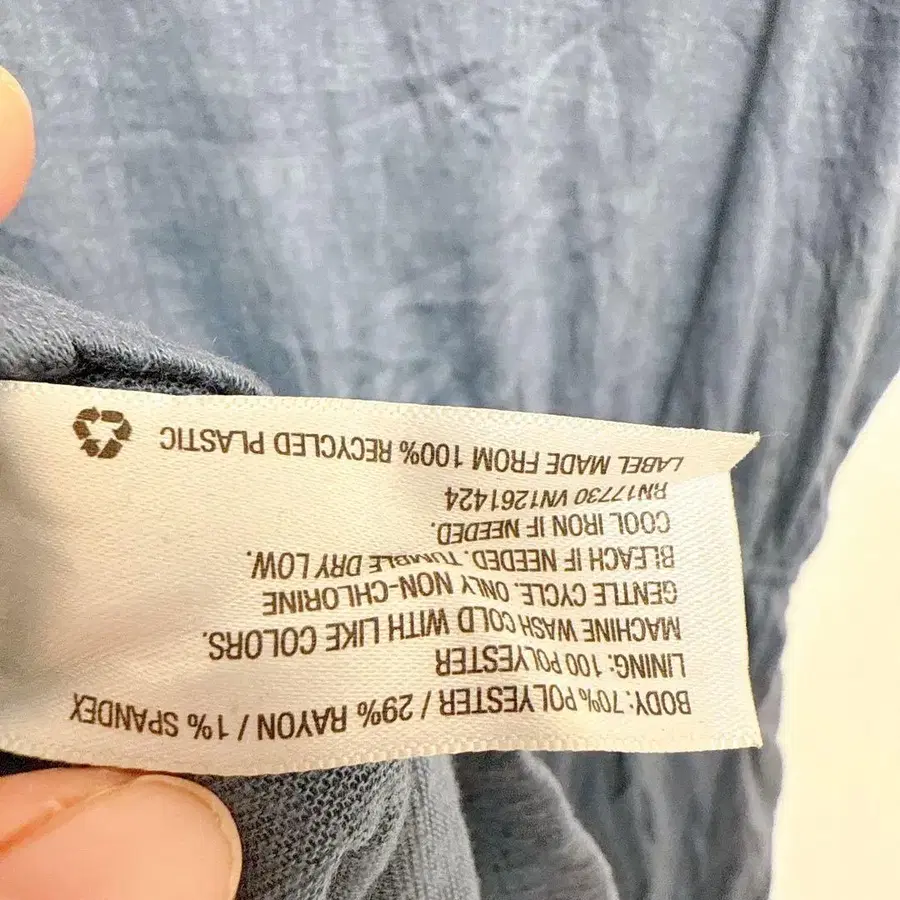 BODY: 70% POLYESTER / 29% RAYON / 1% SPANDEX
LINING: 100 POLYESTER
MACHINE WASH COLD WITH LIKE COLORS.
GENTLE CYCLE. ONLY NON-CHLORINE
BLEACH IF NEEDED. TUMBLE DRY LOW.
COOL IRON IF NEEDED.
RN17730 VN1261424
LABEL MADE FROM 100% RECYCLED PLASTIC